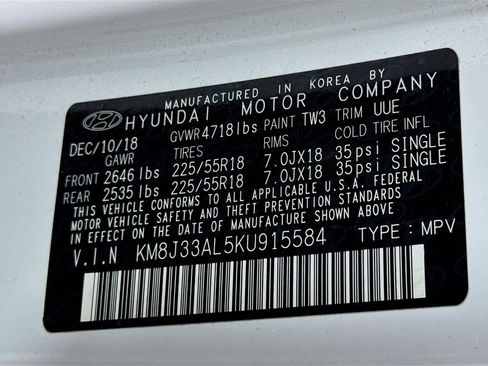 MANUFACTURED IN KOREA BY
HYUNDAI MOTOR COMPANY
DEC/10/18 GVWR 4718lbs PAINT TW3 TRIM UUE
GAWR TIRES RIMS COLD TIRE INFL
FRONT 2646 lbs 225/55R18 7.0JX18 35psi SINGLE
REAR 2535 lbs 225/55R18 7.0JX18 35psi SINGLE
THIS VEHICLE CONFORMS TO ALL APPLICABLE U.S.A. FEDERAL
MOTOR VEHICLE SAFETY AND THEFT PREVENTION STANDARDS
IN EFFECT ON THE DATE OF MANUFACTURE SHOWN ABOVE.
V.I.N KM8J33AL5KU915584 TYPE : MPV